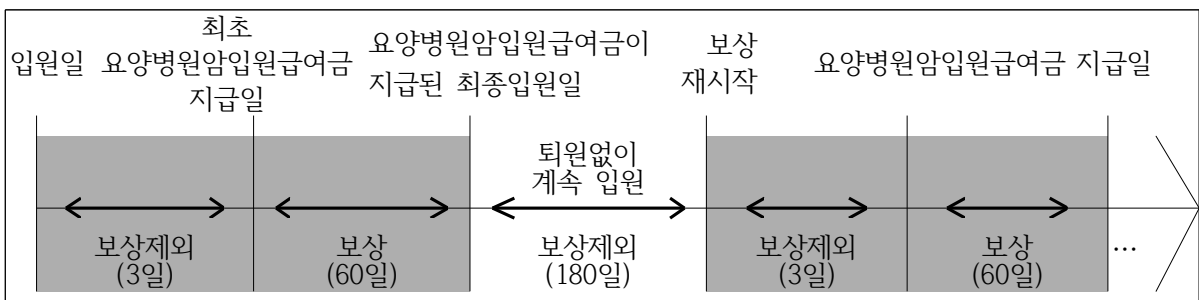 입원일
최초
요양병원암입원급여금
지급일
요양병원암입원급여금이
지급된 최종입원일
보상
재시작
요양병원암입원급여금 지급일
퇴원없이
계속 입원
보상제외
(3일)
보상
(60일)
보상제외
(180일)
보상제외
(3일)
보상
(60일)
…